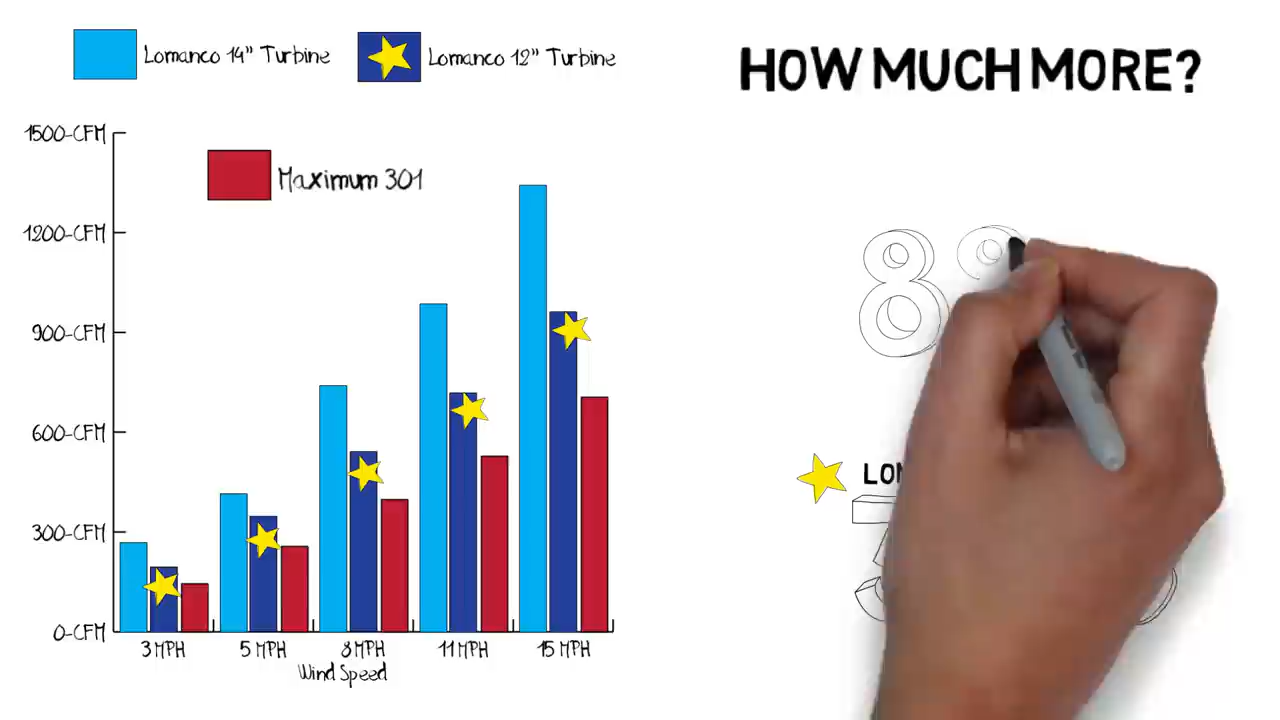 Lomanco 14" Turbine
Lomanco 12" Turbine
HOW MUCH MORE?
1500-CFM
Maximum 301
1200-CFM
900-CFM
600-CFM
300-CFM
0-CFM
3 MPH
5 MPH
8 MPH
11 MPH
15 MPH
Wind Speed
8